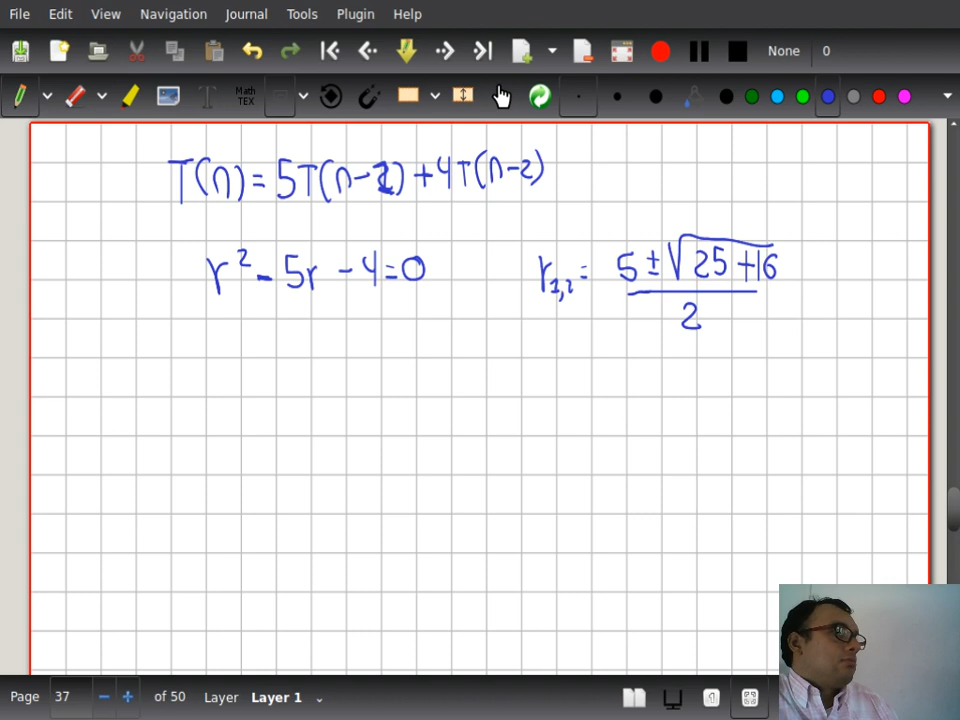 File Edit View Navigation Journal Tools Plugin Help
None 0
Math TEX
T(n) = 5T(n-2) + 4T(n-2)
r² - 5r - 4 = 0
r₁,₂ = (5 ± √(25 + 16)) / 2
Page 37 of 50 Layer Layer 1